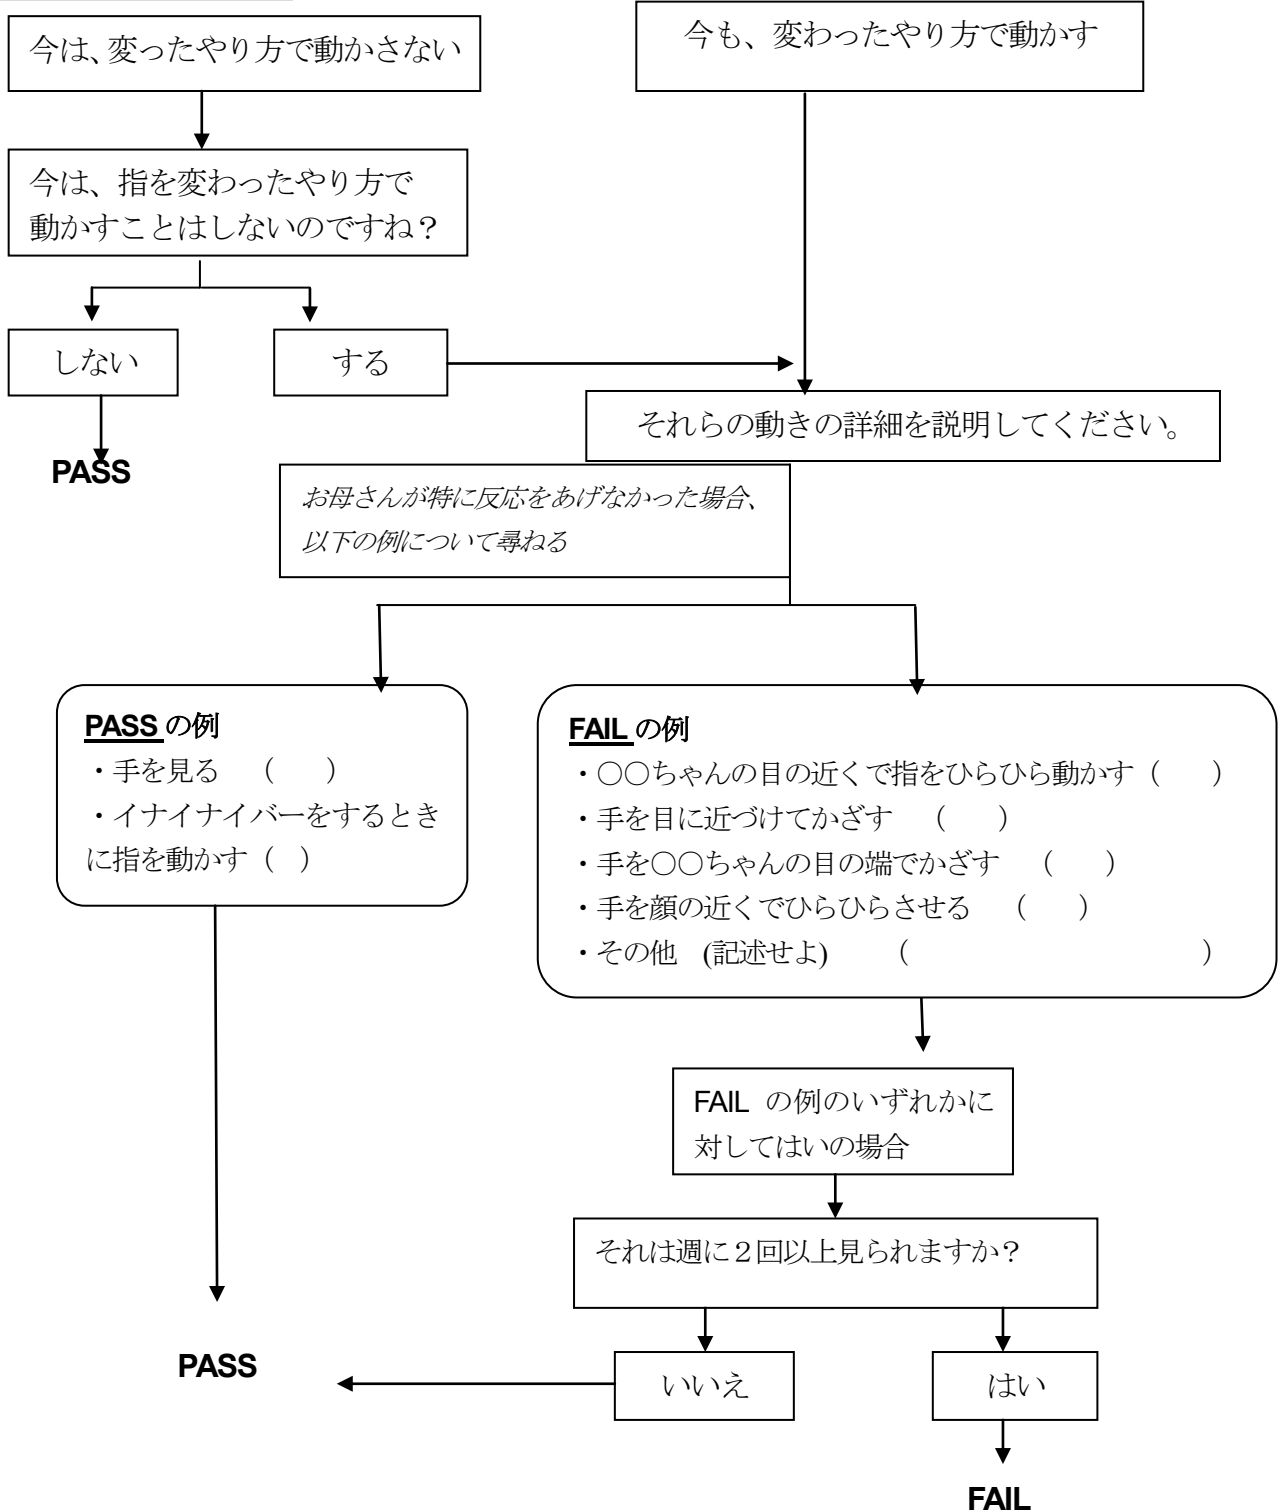 今は、変ったやり方で動かさない
今も、変わったやり方で動かす
今は、指を変わったやり方で
動かすことはしないのですね？
しない
する
それらの動きの詳細を説明してください。
PASS
お母さんが特に反応をあげなかった場合、
以下の例について尋ねる
PASS の例
・手を見る　（　　）
・イナイナイバーをするとき
に指を動かす（　）
FAIL の例
・〇〇ちゃんの目の近くで指をひらひら動かす（　　）
・手を目に近づけてかざす　（　　）
・手を〇〇ちゃんの目の端でかざす　（　　）
・手を顔の近くでひらひらさせる　（　　）
・その他　(記述せよ)　　（　　　　　　　　　　　　　）
FAIL の例のいずれかに
対してはいの場合
それは週に２回以上見られますか？
PASS
いいえ
はい
FAIL